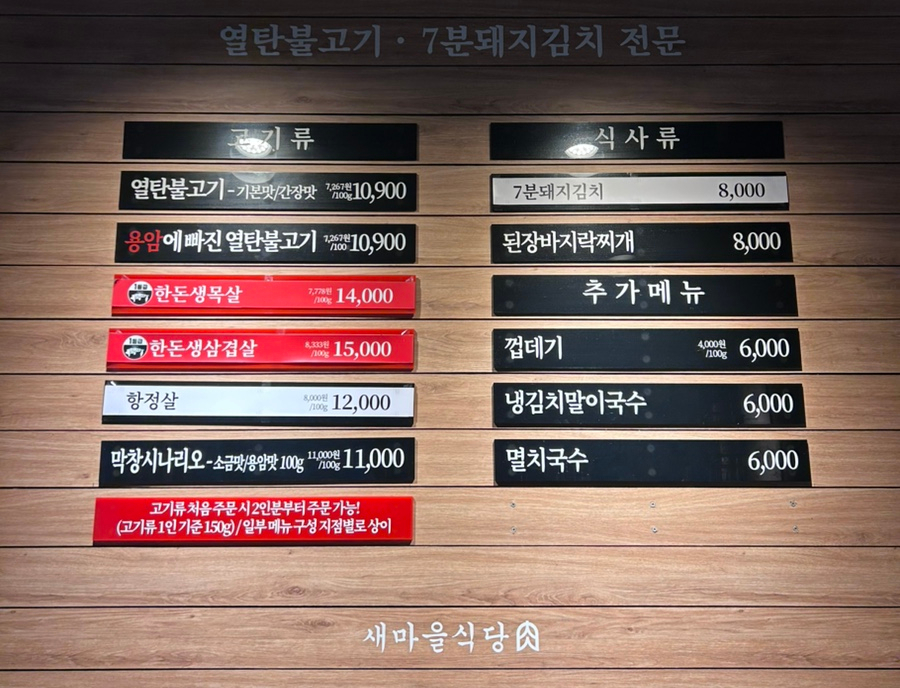 열탄불고기 · 7분돼지김치 전문
고기류
열탄불고기 - 기본맛/간장맛 7,267원/100g 10,900
용암에 빠진 열탄불고기 7,267원/100 10,900
1등급 한돈생목살 7,778원/100g 14,000
1등급 한돈생삼겹살 8,333원/100g 15,000
항정살 8,000원/100g 12,000
막창시나리오 - 소금맛/용암맛 100g 11,000원/100g 11,000
고기류 처음 주문 시 2인분부터 주문 가능!
(고기류 1인 기준 150g) / 일부 메뉴 구성 지점별로 상이
식사류
7분돼지김치 8,000
된장바지락찌개 8,000
추가메뉴
껍데기 4,000원/100g 6,000
냉김치말이국수 6,000
멸치국수 6,000
새마을식당